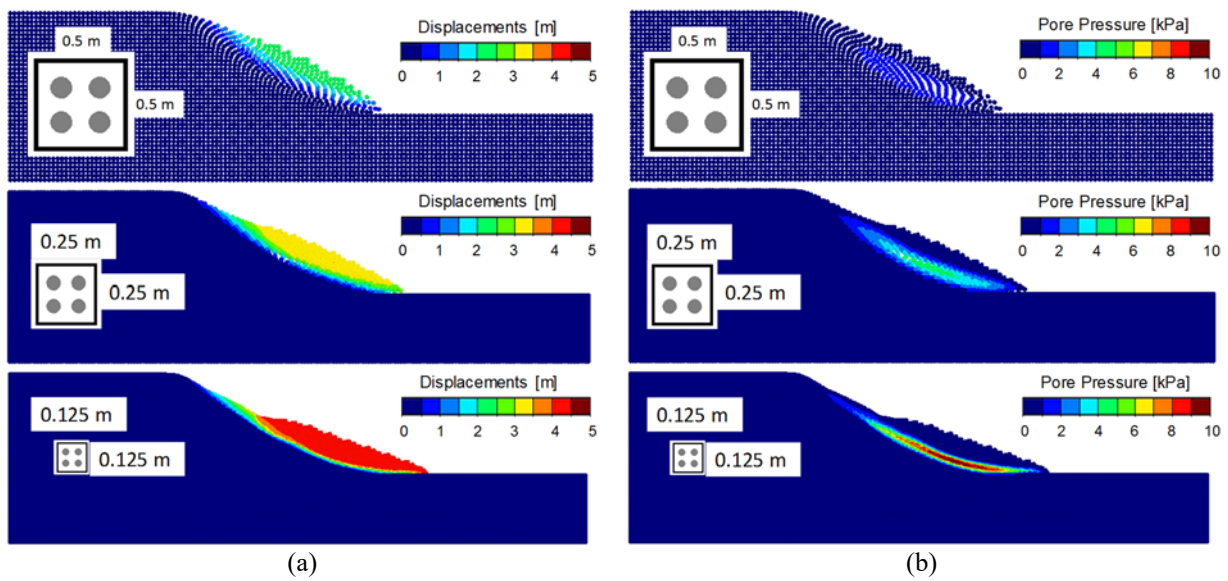 Displacements [m]
0 1 2 3 4 5
0.5 m
0.5 m
Pore Pressure [kPa]
0 2 4 6 8 10
0.5 m
0.5 m
Displacements [m]
0 1 2 3 4 5
0.25 m
0.25 m
Pore Pressure [kPa]
0 2 4 6 8 10
0.25 m
0.25 m
Displacements [m]
0 1 2 3 4 5
0.125 m
0.125 m
Pore Pressure [kPa]
0 2 4 6 8 10
0.125 m
0.125 m
(a)
(b)